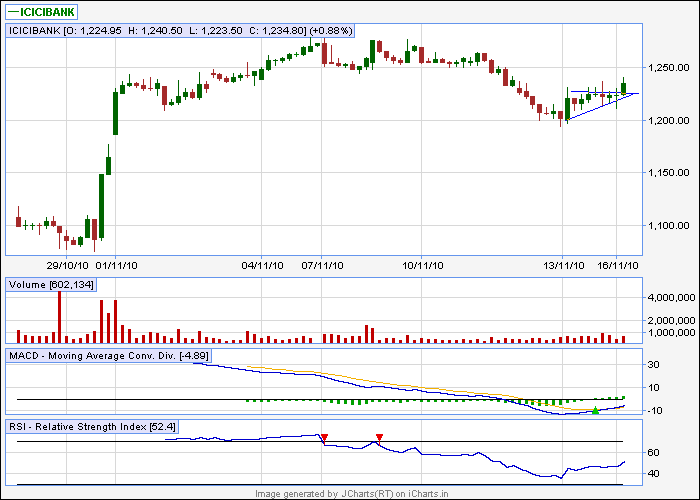 ICICIBANK
ICICIBANK [O: 1,224.95 H: 1,240.50 L: 1,223.50 C: 1,234.80] (+0.88%)
1,250.00
1,200.00
1,150.00
1,100.00
29/10/10 01/11/10 04/11/10 07/11/10 10/11/10 13/11/10 16/11/10
Volume [602,134]
4,000,000
2,000,000
1,000,000
MACD - Moving Average Conv. Div. [-4.89]
30
10
-10
RSI - Relative Strength Index [52.4]
60
40
Image generated by JCharts(RT) on iCharts.in